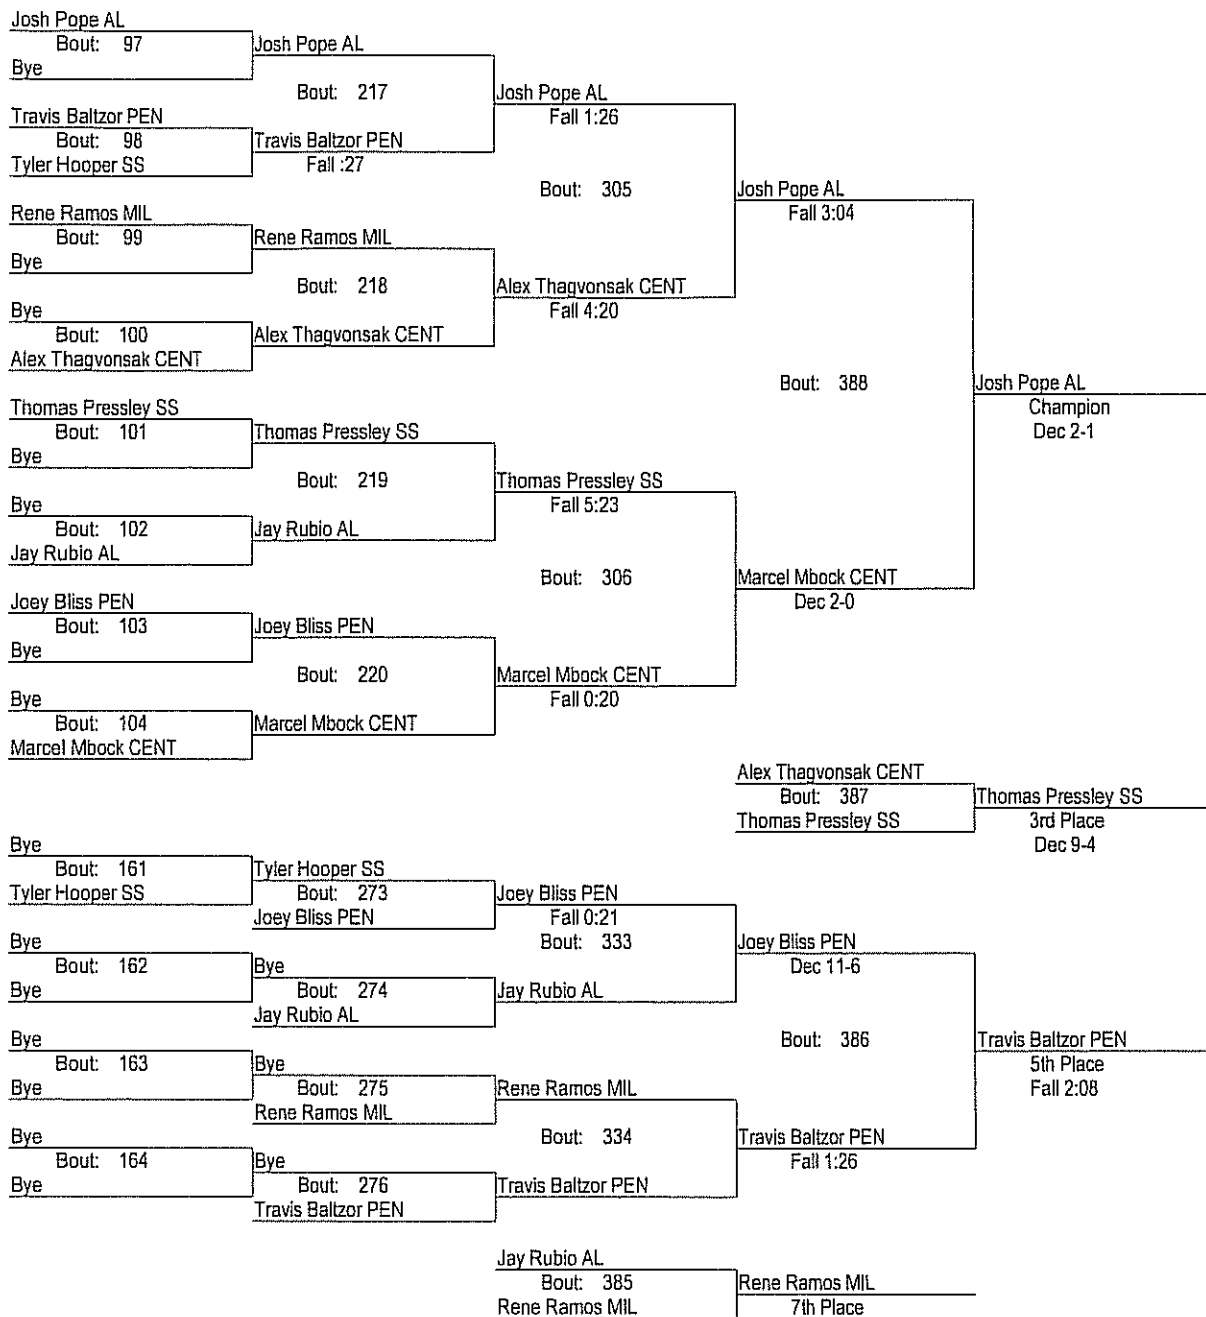 Josh Pope AL
Bout: 97
Bye
Josh Pope AL
Bout: 217
Travis Baltzor PEN
Bout: 98
Tyler Hooper SS
Travis Baltzor PEN
Fall :27
Josh Pope AL
Fall 1:26
Bout: 305
Rene Ramos MIL
Bout: 99
Bye
Rene Ramos MIL
Bout: 218
Bye
Bout: 100
Alex Thagvonsak CENT
Alex Thagvonsak CENT
Alex Thagvonsak CENT
Fall 4:20
Josh Pope AL
Fall 3:04
Bout: 388
Josh Pope AL
Champion
Dec 2-1
Thomas Pressley SS
Bout: 101
Bye
Thomas Pressley SS
Bout: 219
Bye
Bout: 102
Jay Rubio AL
Jay Rubio AL
Thomas Pressley SS
Fall 5:23
Bout: 306
Marcel Mbock CENT
Dec 2-0
Joey Bliss PEN
Bout: 103
Bye
Joey Bliss PEN
Bout: 220
Bye
Bout: 104
Marcel Mbock CENT
Marcel Mbock CENT
Marcel Mbock CENT
Fall 0:20
Alex Thagvonsak CENT
Bout: 387
Thomas Pressley SS
Thomas Pressley SS
3rd Place
Dec 9-4
Bye
Bout: 161
Tyler Hooper SS
Tyler Hooper SS
Bout: 273
Joey Bliss PEN
Joey Bliss PEN
Fall 0:21
Bout: 333
Bye
Bout: 162
Bye
Bye
Bout: 274
Jay Rubio AL
Jay Rubio AL
Joey Bliss PEN
Dec 11-6
Bout: 386
Bye
Bout: 163
Bye
Bye
Bout: 275
Rene Ramos MIL
Rene Ramos MIL
Bout: 334
Bye
Bout: 164
Bye
Bye
Bout: 276
Travis Baltzor PEN
Travis Baltzor PEN
Travis Baltzor PEN
Fall 1:26
Travis Baltzor PEN
5th Place
Fall 2:08
Jay Rubio AL
Bout: 385
Rene Ramos MIL
Rene Ramos MIL
7th Place